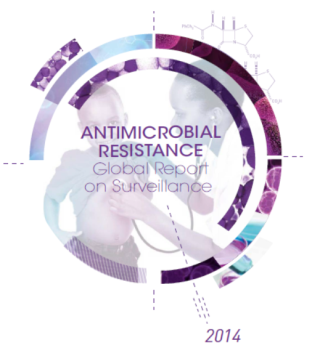 ANTIMICROBIAL
RESISTANCE
Global Report
on Surveillance
2014